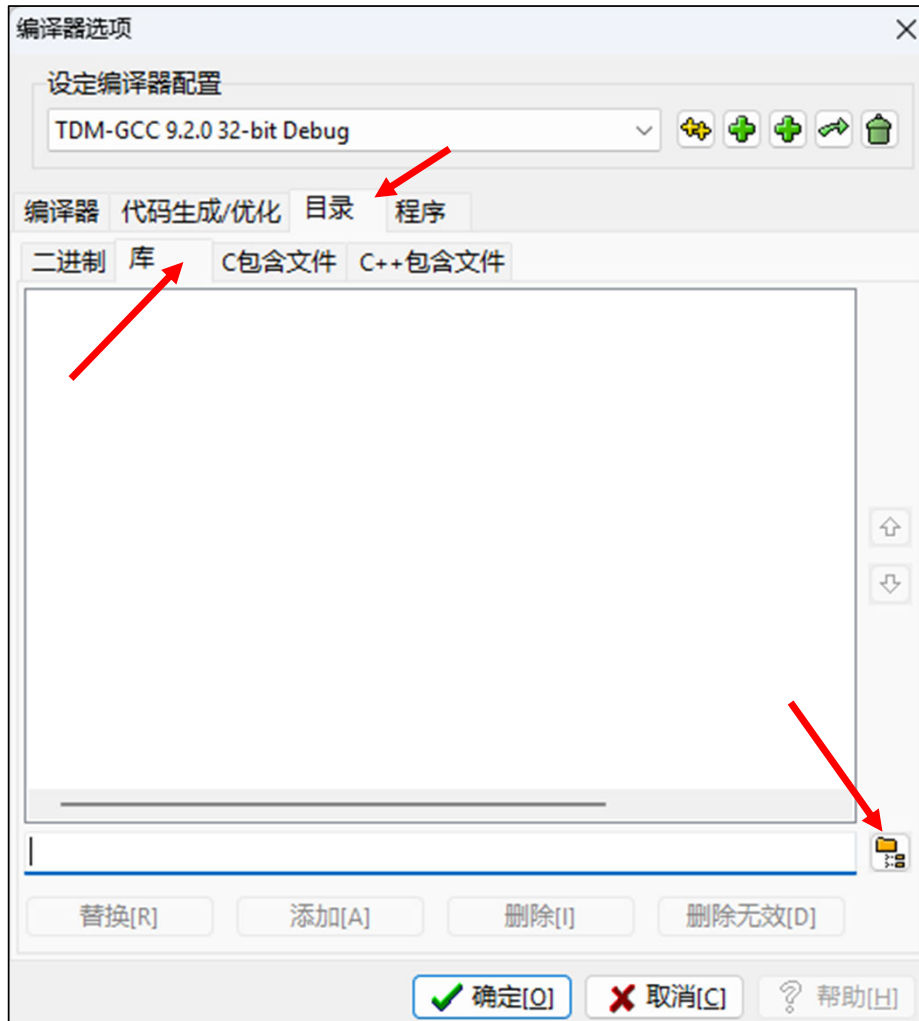 编译器选项
设定编译器配置
TDM-GCC 9.2.0 32-bit Debug
编译器 代码生成/优化 目录 程序
二进制 库 C包含文件 C++包含文件
替换[R] 添加[A] 删除[I] 删除无效[D]
确定[O] 取消[C] 帮助[H]